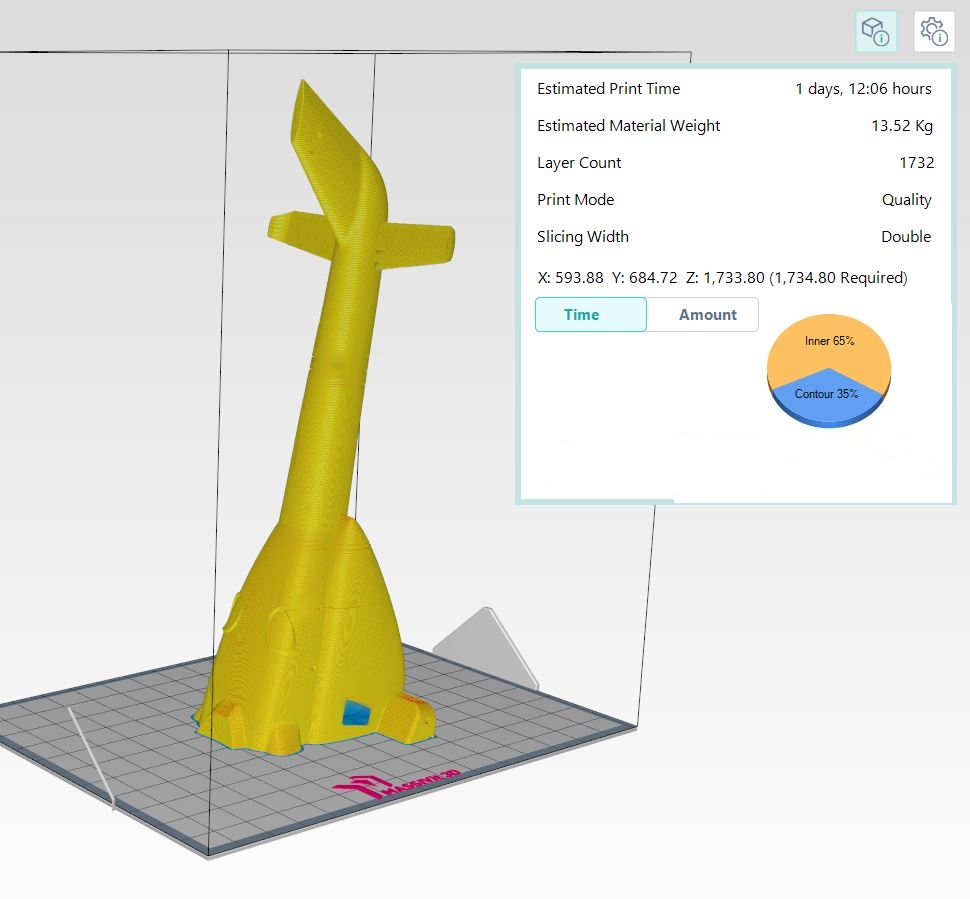 Estimated Print Time 1 days, 12:06 hours
Estimated Material Weight 13.52 Kg
Layer Count 1732
Print Mode Quality
Slicing Width Double
X: 593.88 Y: 684.72 Z: 1,733.80 (1,734.80 Required)
Time Amount
Inner 65%
Contour 35%
MASSIVIT 3D